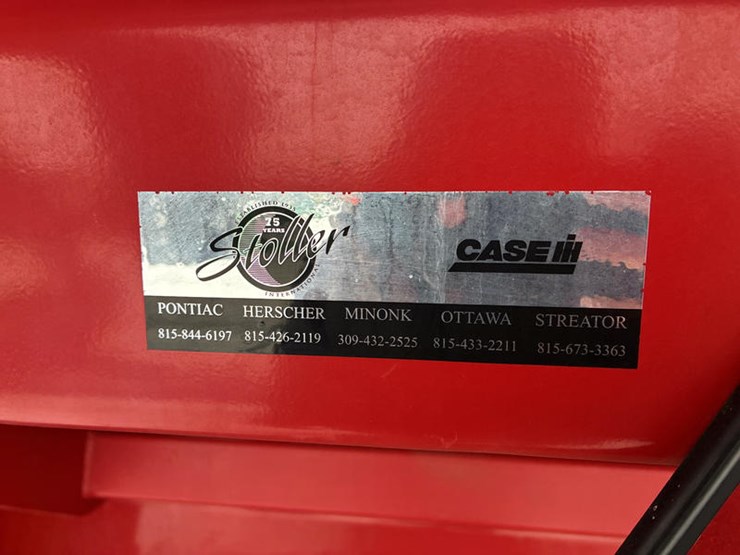 ESTABLISHED 1935
75
YEARS
Stoller
INTERNATIONAL
CASE IH
PONTIAC HERSCHER MINONK OTTAWA STREATOR
815-844-6197 815-426-2119 309-432-2525 815-433-2211 815-673-3363